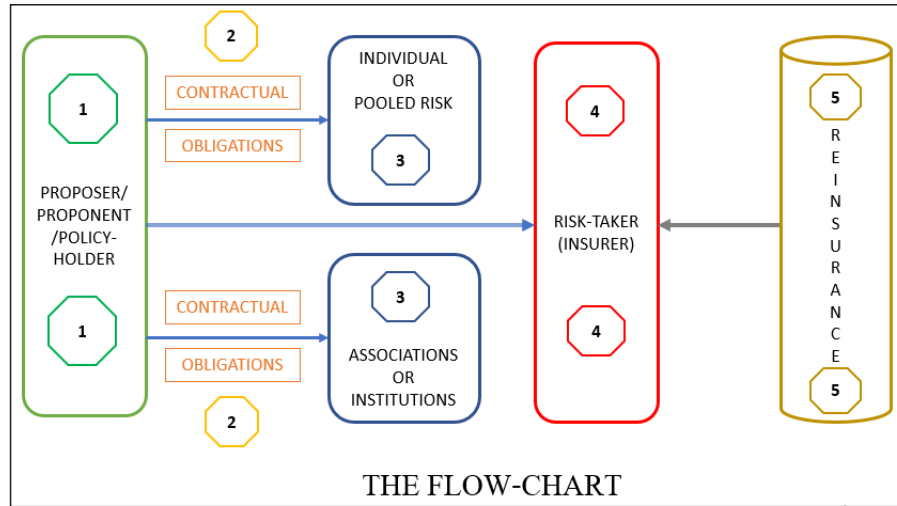 1
PROPOSER/
PROPONENT
/POLICY-
HOLDER
1
2
CONTRACTUAL
OBLIGATIONS
CONTRACTUAL
OBLIGATIONS
2
INDIVIDUAL
OR
POOLED RISK
3
3
ASSOCIATIONS
OR
INSTITUTIONS
4
RISK-TAKER
(INSURER)
4
5
R
E
I
N
S
U
R
A
N
C
E
5
THE FLOW-CHART